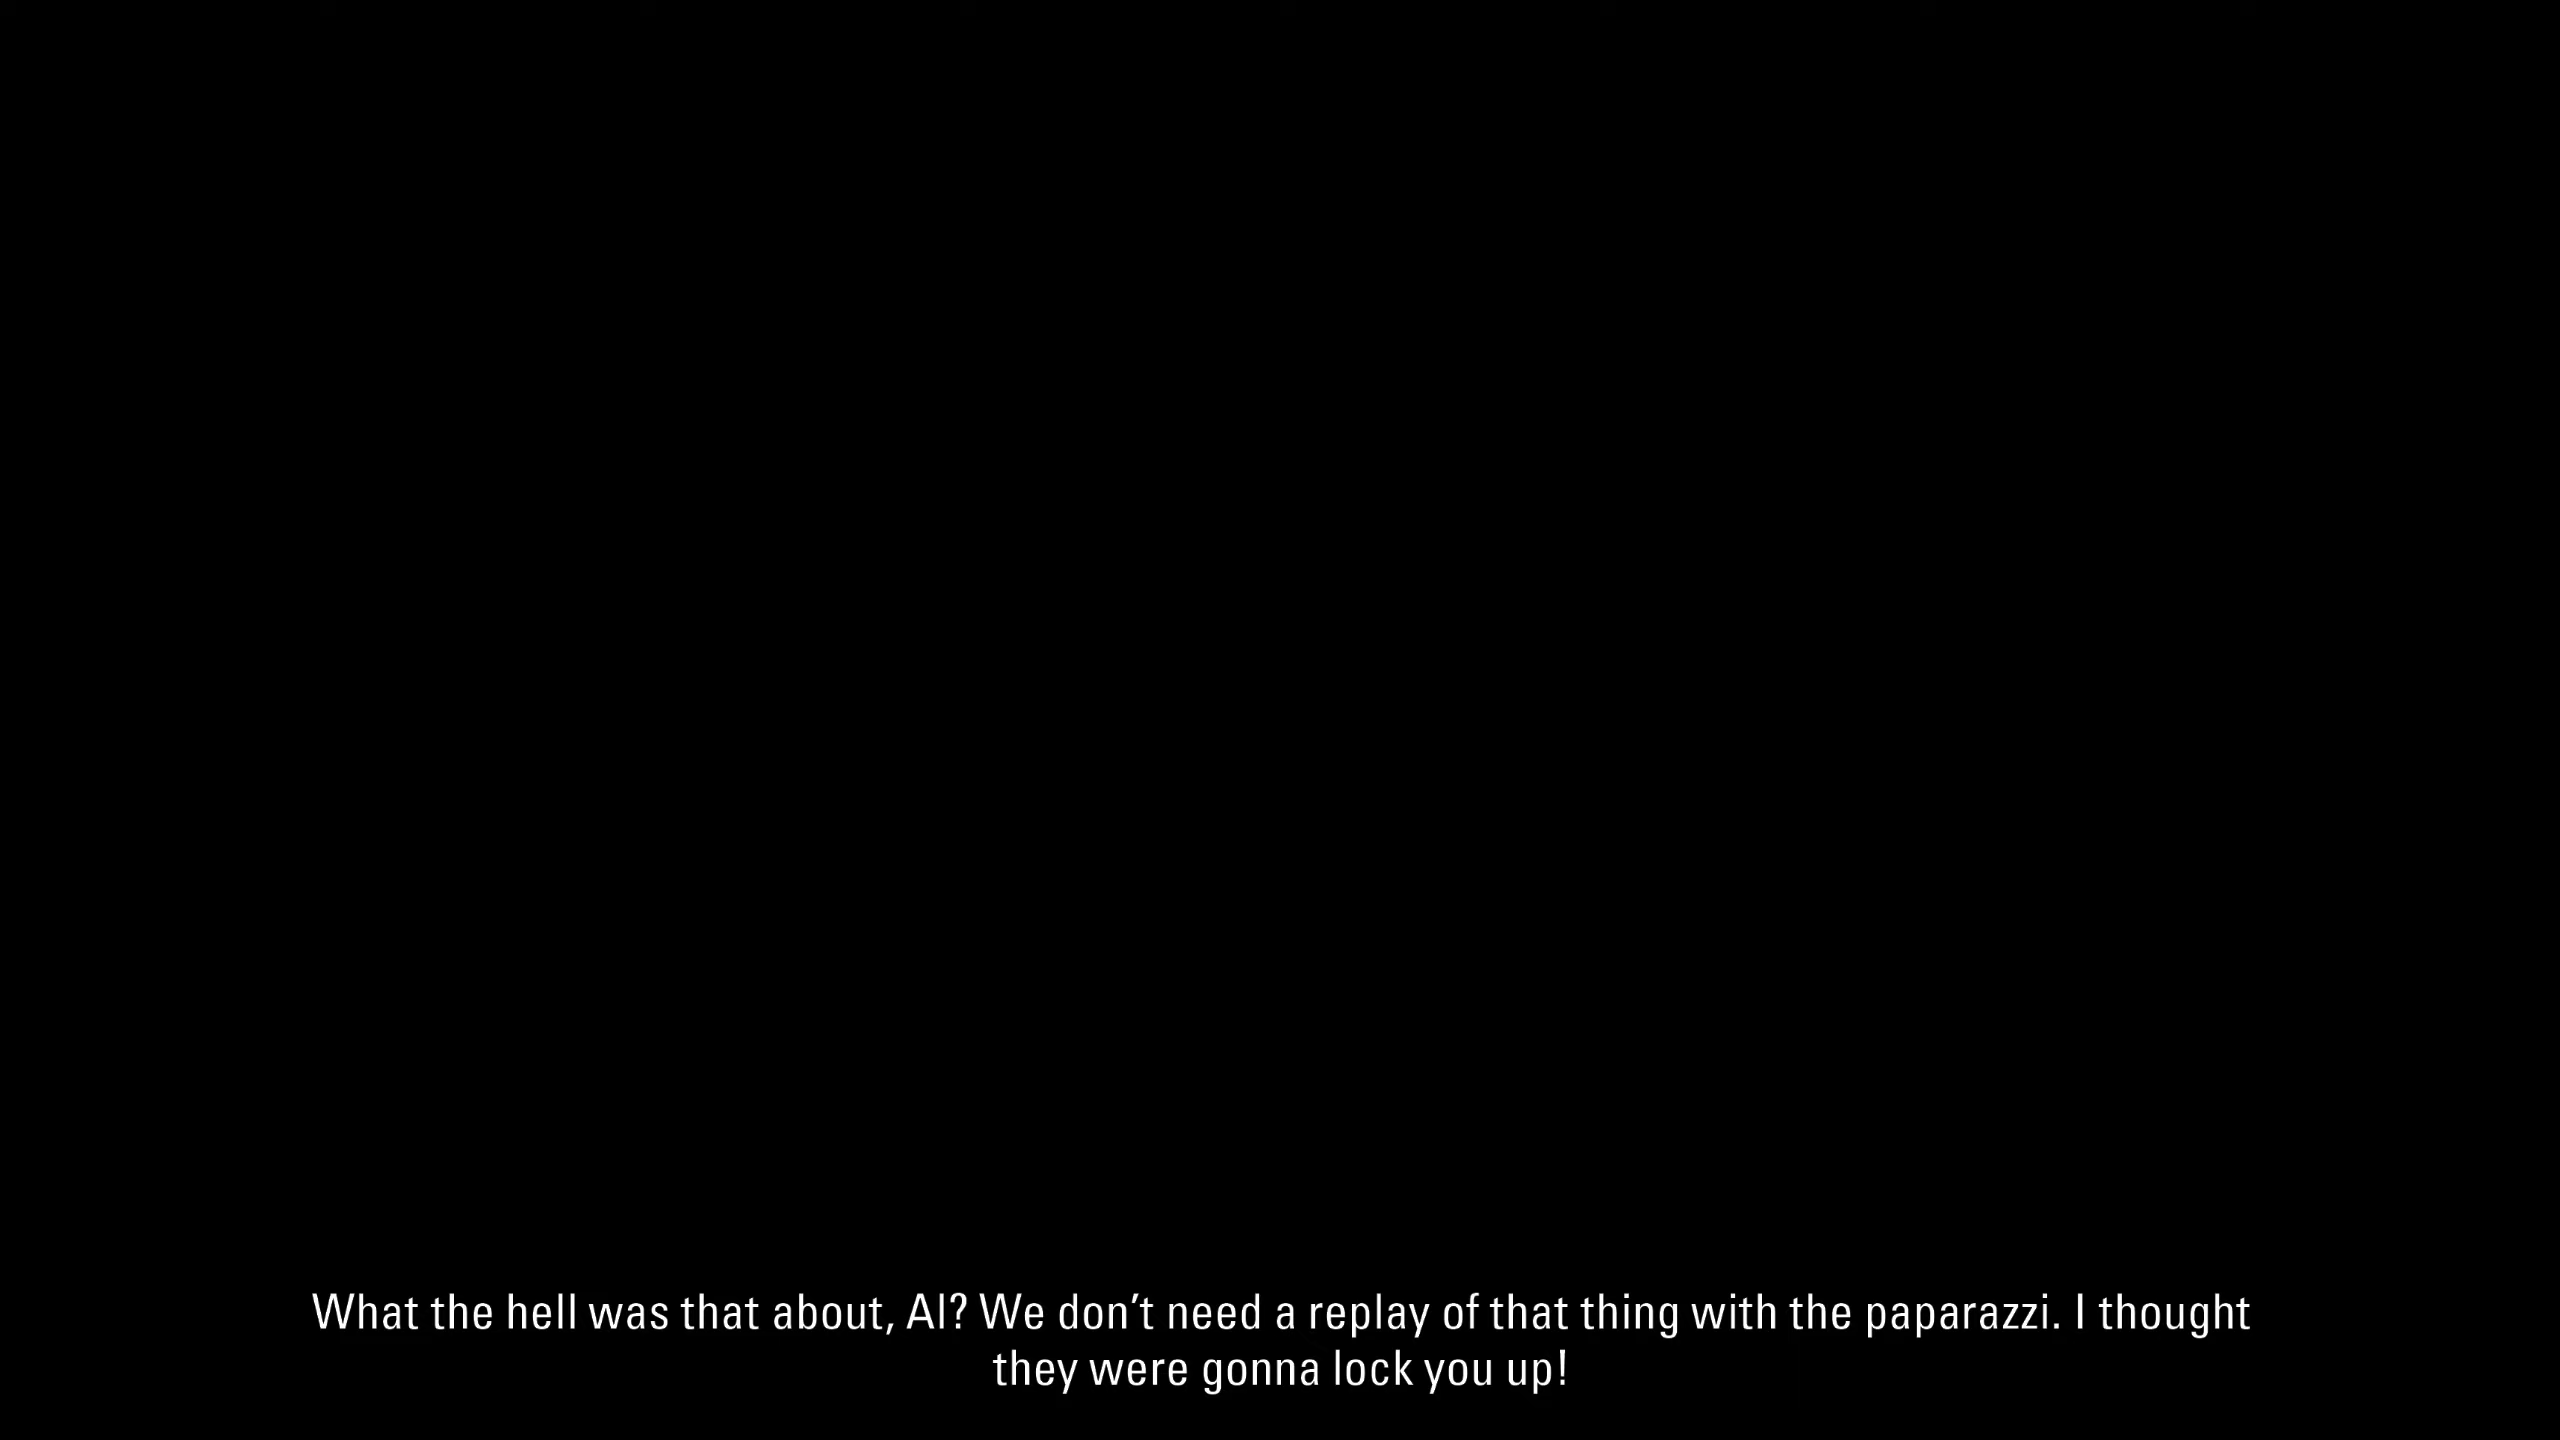 What the hell was that about, Al? We don’t need a replay of that thing with the paparazzi. I thought
they were gonna lock you up!